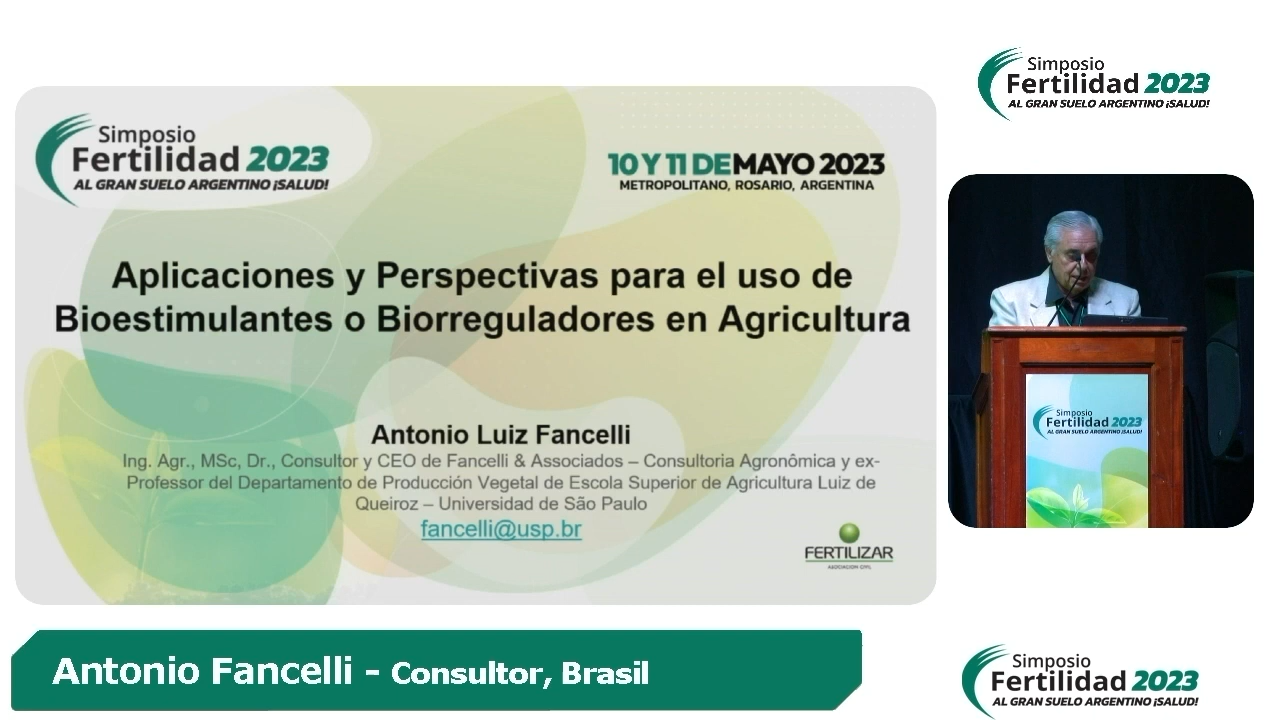 Simposio
Fertilidad 2023
AL GRAN SUELO ARGENTINO ¡SALUD!
10 Y 11 DE MAYO 2023
METROPOLITANO, ROSARIO, ARGENTINA
Aplicaciones y Perspectivas para el uso de
Bioestimulantes o Biorreguladores en Agricultura
Antonio Luiz Fancelli
Ing. Agr., MSc, Dr., Consultor y CEO de Fancelli & Associados – Consultoria Agronômica y ex-
Professor del Departamento de Producción Vegetal de Escola Superior de Agricultura Luiz de
Queiroz – Universidad de São Paulo
fancelli@usp.br
FERTILIZAR
ASOCIACION CIVIL
Simposio
Fertilidad 2023
AL GRAN SUELO ARGENTINO ¡SALUD!
Simposio
Fertilidad 2023
AL GRAN SUELO ARGENTINO ¡SALUD!
Antonio Fancelli - Consultor, Brasil
Simposio
Fertilidad 2023
AL GRAN SUELO ARGENTINO ¡SALUD!